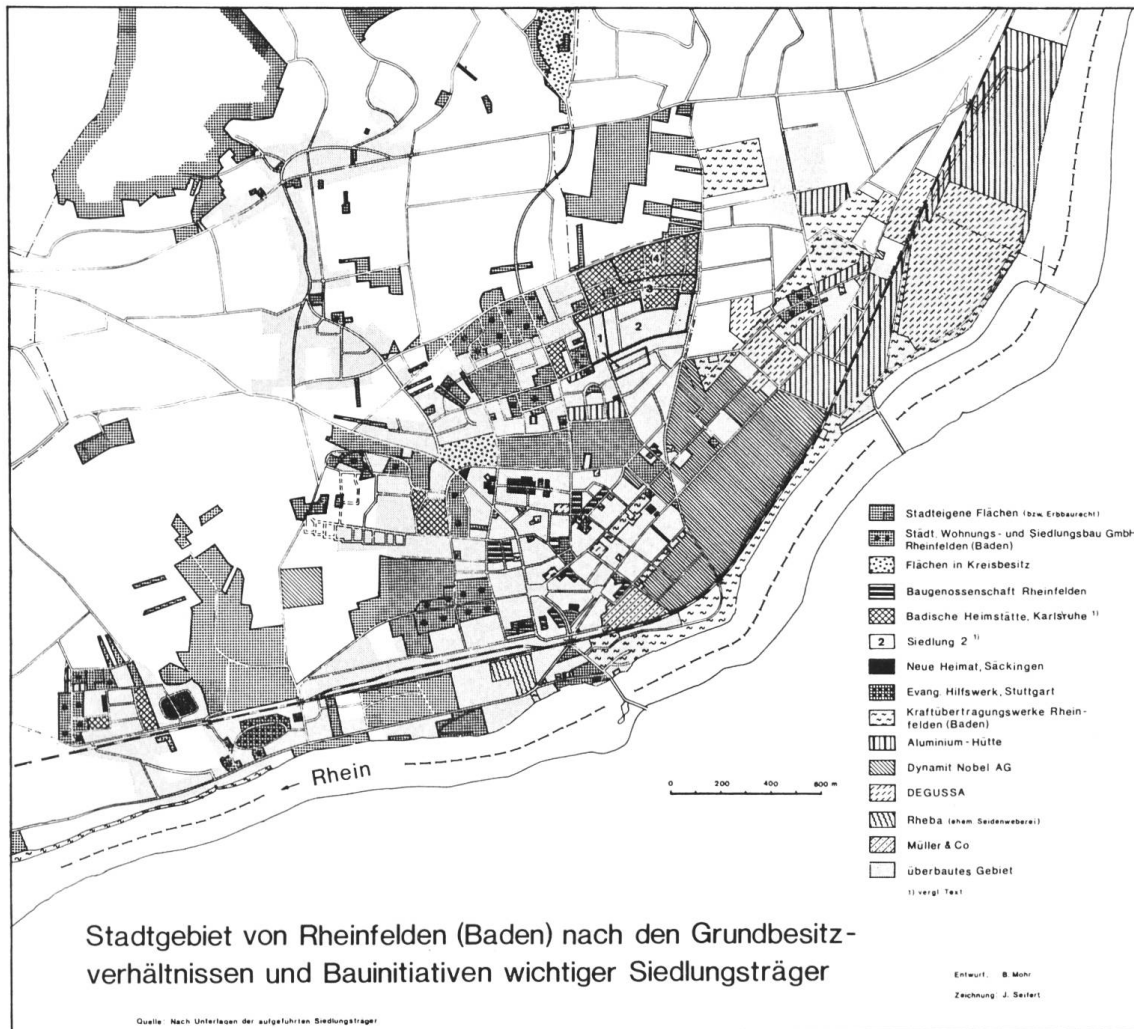 (4)
3
2
1
Stadteigene Flächen (bzw. Erbbaurecht)
Städt. Wohnungs- und Siedlungsbau GmbH
Rheinfelden (Baden)
Flächen in Kreisbesitz
Baugenossenschaft Rheinfelden
Badische Heimstätte, Karlsruhe 1)
2 Siedlung 2 1)
Neue Heimat, Säckingen
Evang. Hilfswerk, Stuttgart
Kraftübertragungswerke Rhein-
felden (Baden)
Aluminium-Hütte
Dynamit Nobel AG
DEGUSSA
Rheba (ehem Seidenweberei)
Müller & Co
überbautes Gebiet
1) vergl Text
Rhein
0 200 400 800 m
Stadtgebiet von Rheinfelden (Baden) nach den Grundbesitz-
verhältnissen und Bauinitiativen wichtiger Siedlungsträger
Entwurf: B. Mohr
Zeichnung: J. Seifert
Quelle: Nach Unterlagen der aufgeführten Siedlungsträger